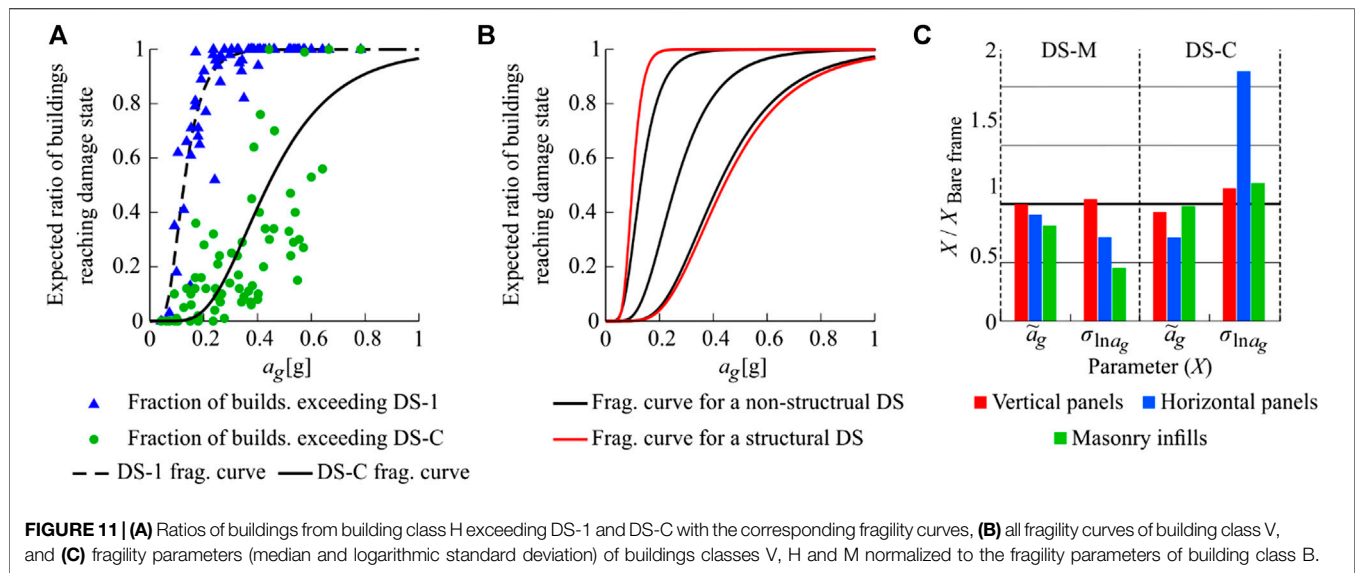 A
B
C
Expected ratio of buildings
reaching damage state
1
0.8
0.6
0.4
0.2
0
0 0.2 0.4 0.6 0.8 1
a_g[g]
▲ Fraction of builds. exceeding DS-1
● Fraction of builds. exceeding DS-C
DS-1 frag. curve DS-C frag. curve
Expected ratio of buildings
reaching damage state
1
0.8
0.6
0.4
0.2
0
0 0.2 0.4 0.6 0.8 1
a_g[g]
Frag. curve for a non-structrual DS
Frag. curve for a structural DS
X / X_Bare frame
2
1.5
1
0.5
0
DS-M DS-C
ã_g σ_ln a_g ã_g σ_ln a_g
Parameter (X)
Vertical panels Horizontal panels
Masonry infills
FIGURE 11 | (A) Ratios of buildings from building class H exceeding DS-1 and DS-C with the corresponding fragility curves, (B) all fragility curves of building class V,
and (C) fragility parameters (median and logarithmic standard deviation) of buildings classes V, H and M normalized to the fragility parameters of building class B.